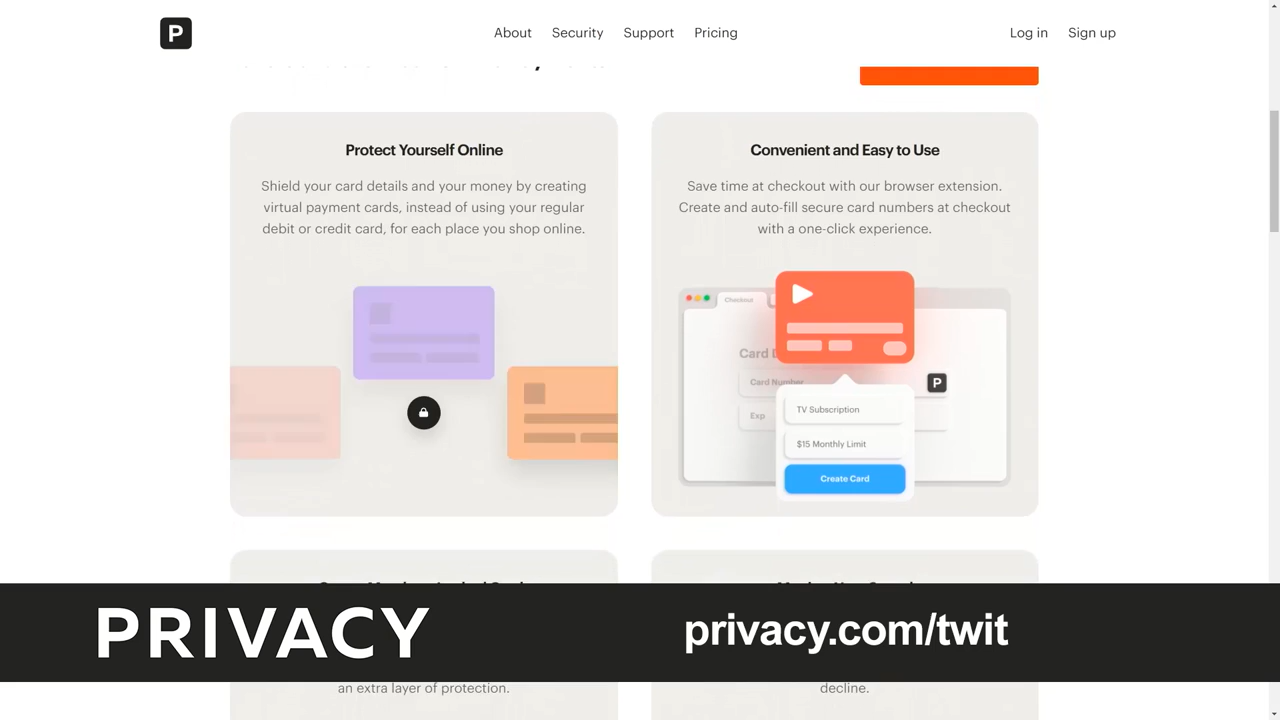 P
About
Security
Support
Pricing
Log in
Sign up
Protect Yourself Online
Shield your card details and your money by creating
virtual payment cards, instead of using your regular
debit or credit card, for each place you shop online.
Convenient and Easy to Use
Save time at checkout with our browser extension.
Create and auto-fill secure card numbers at checkout
with a one-click experience.
Checkout
Card Number
P
Exp
TV Subscription
$15 Monthly Limit
Create Card
PRIVACY
privacy.com/twit
an extra layer of protection.
decline.